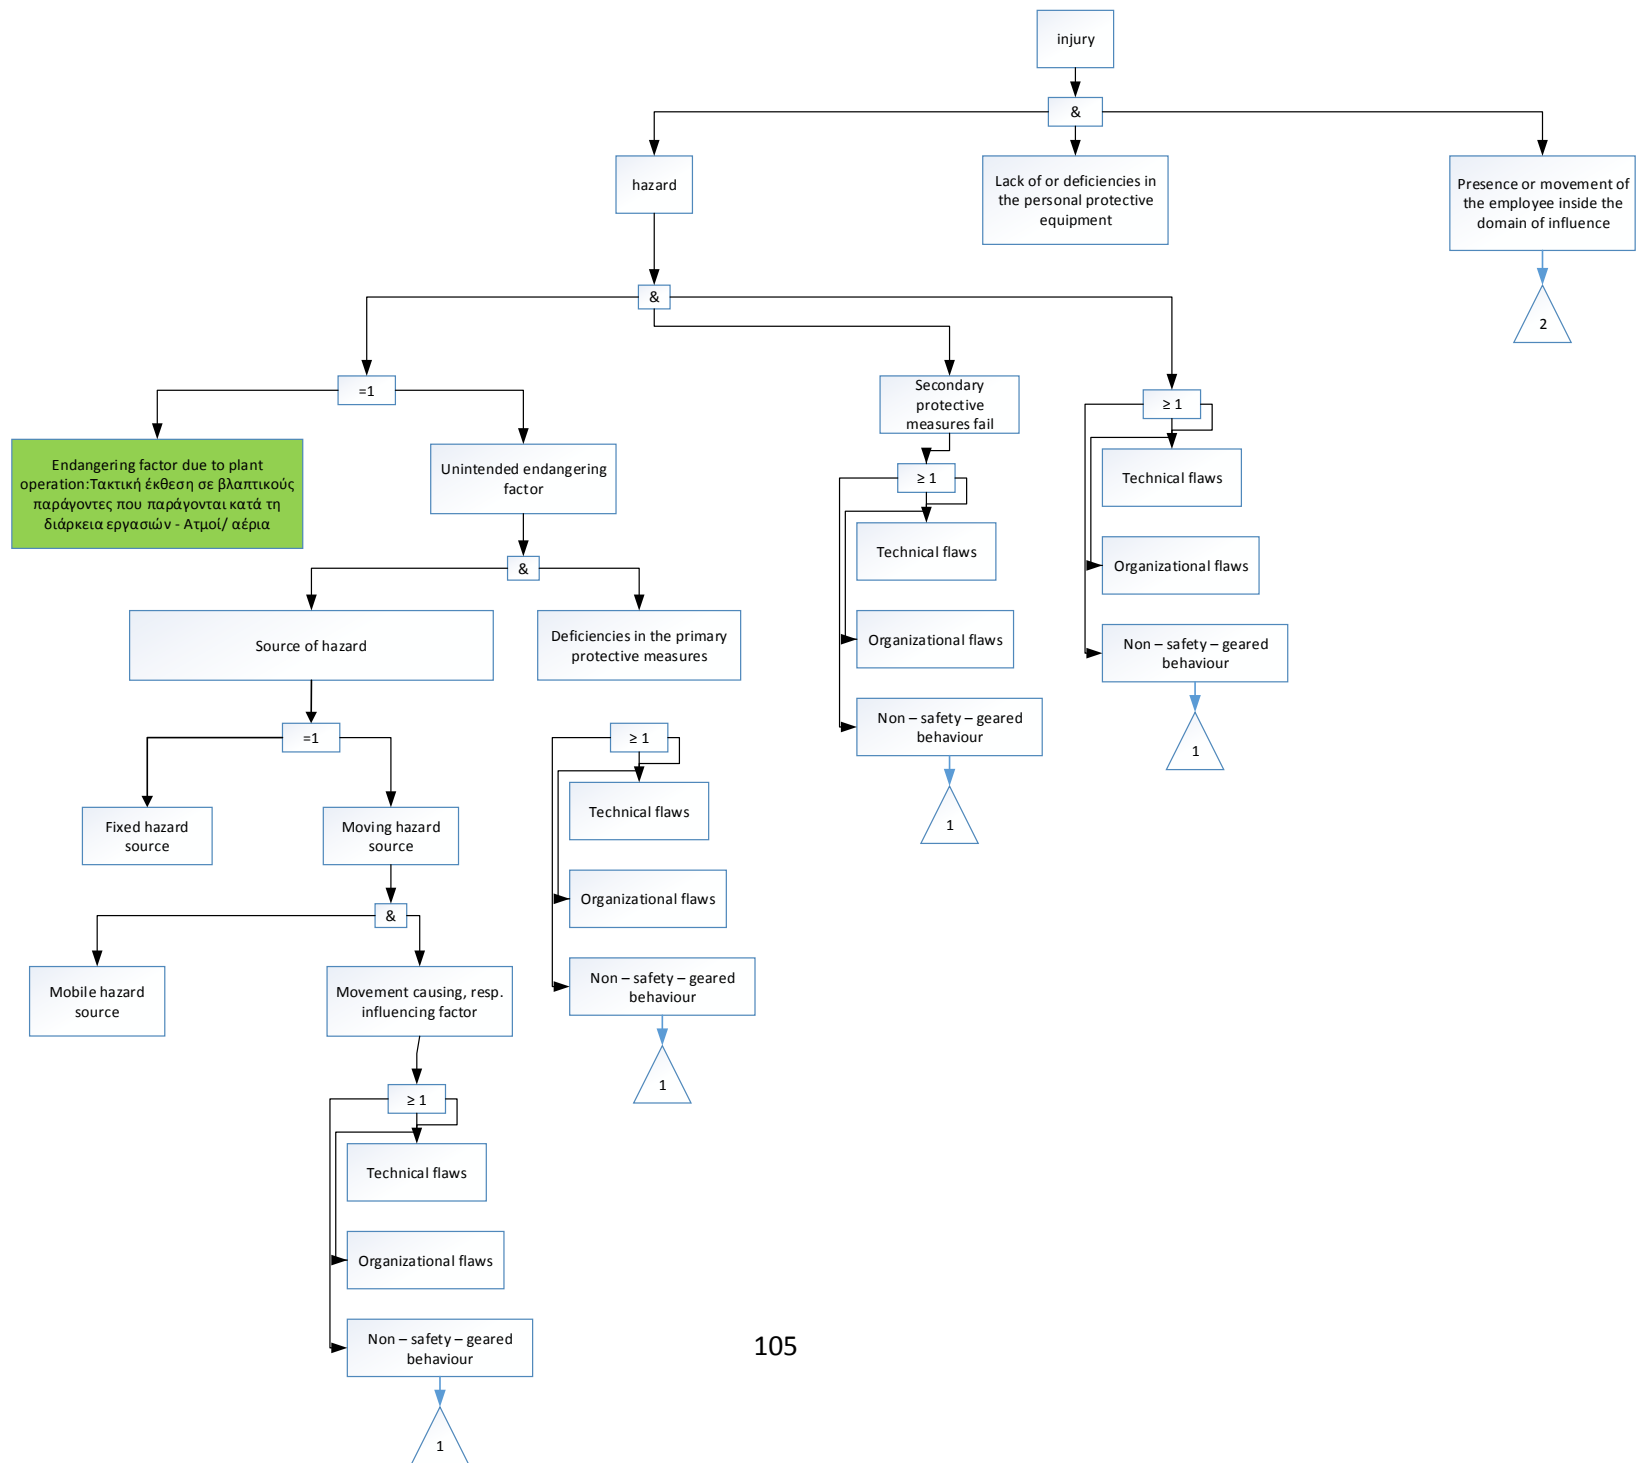 injury
&
hazard
Lack of or deficiencies in
the personal protective
equipment
Presence or movement of
the employee inside the
domain of influence
&
2
=1
Secondary
protective
measures fail
≥ 1
Endangering factor due to plant
operation:Τακτική έκθεση σε βλαπτικούς
παράγοντες που παράγονται κατά τη
διάρκεια εργασιών - Ατμοί/ αέρια
Unintended endangering
factor
≥ 1
Technical flaws
Technical flaws
&
Organizational flaws
Source of hazard
Deficiencies in the primary
protective measures
Organizational flaws
Non – safety – geared
behaviour
=1
≥ 1
Non – safety – geared
behaviour
1
Fixed hazard
source
Moving hazard
source
Technical flaws
1
&
Organizational flaws
Mobile hazard
source
Movement causing, resp.
influencing factor
Non – safety – geared
behaviour
1
≥ 1
Technical flaws
Organizational flaws
Non – safety – geared
behaviour
105
1